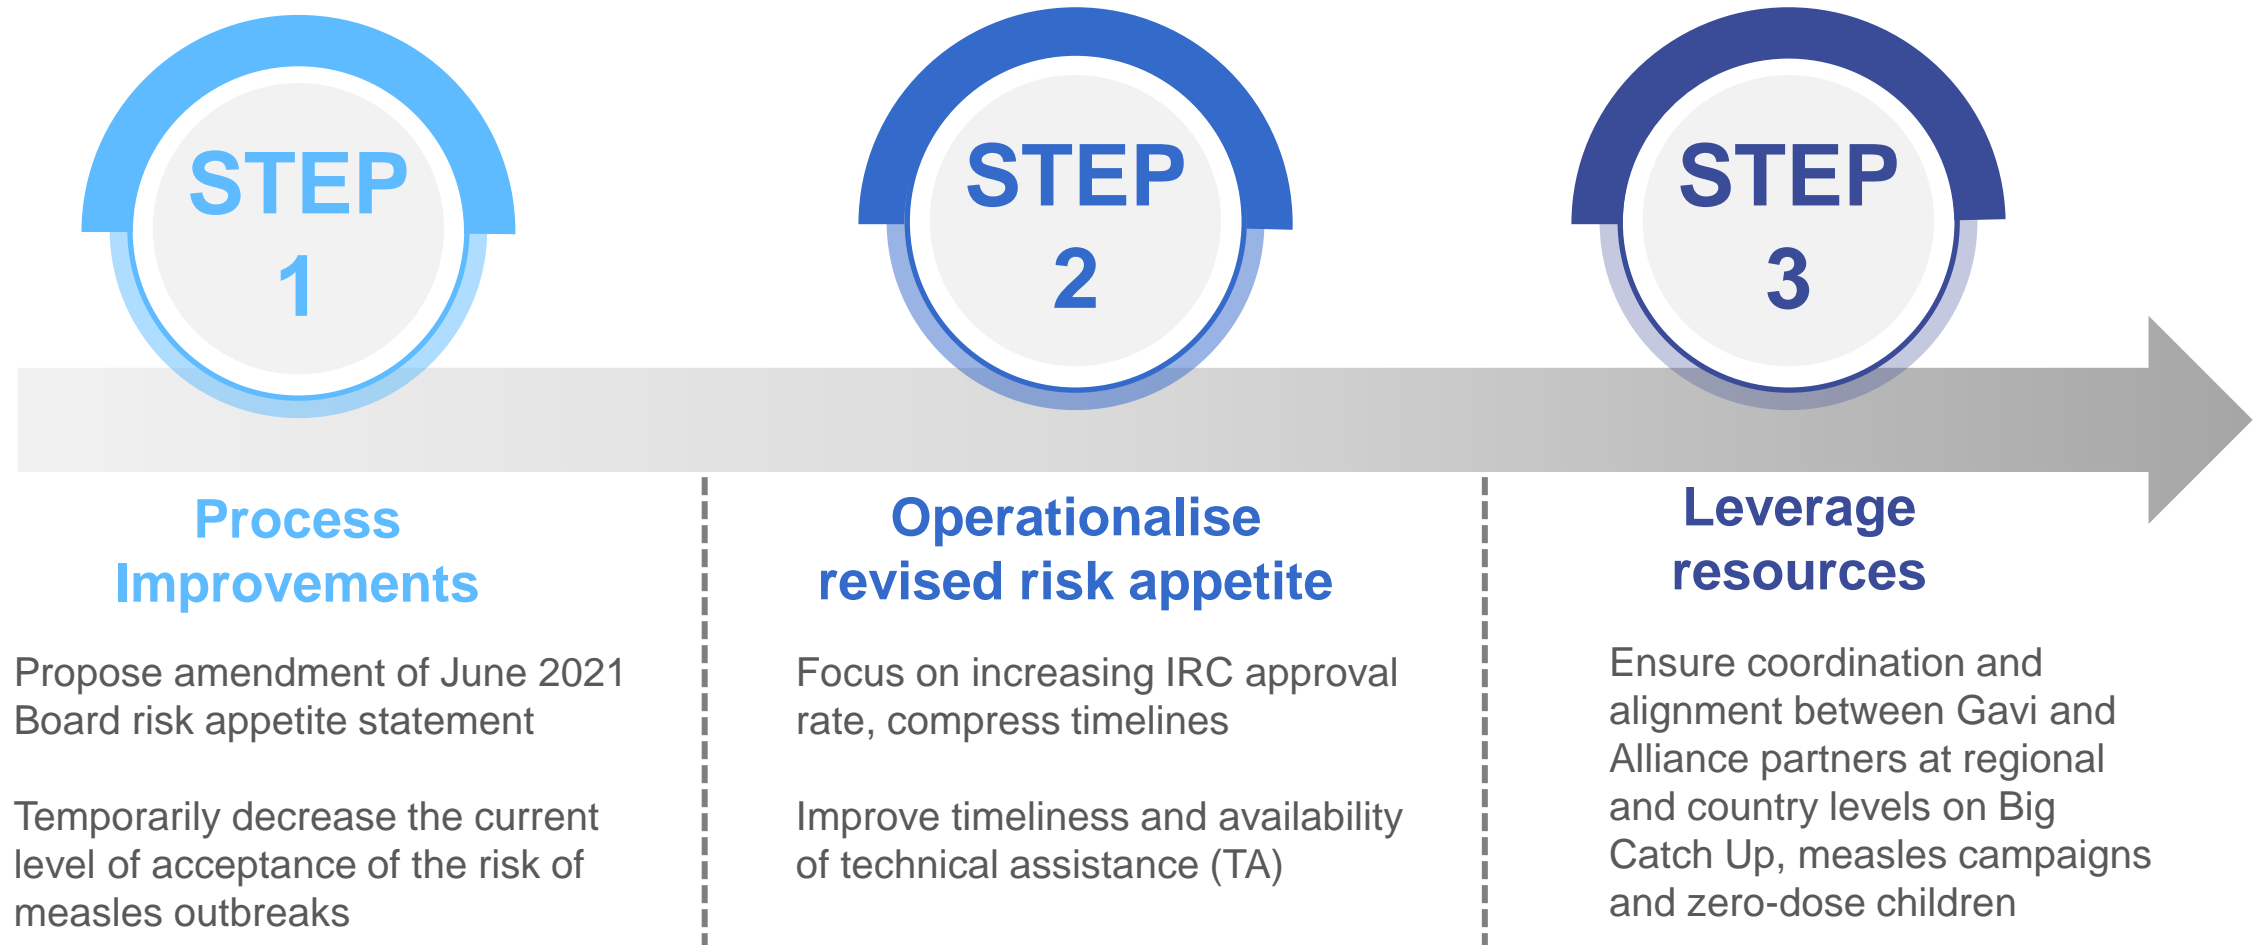 STEP
1
Process
Improvements
Propose amendment of June 2021
Board risk appetite statement
Temporarily decrease the current
level of acceptance of the risk of
measles outbreaks
STEP
2
Operationalise
revised risk appetite
Focus on increasing IRC approval
rate, compress timelines
Improve timeliness and availability
of technical assistance (TA)
STEP
3
Leverage
resources
Ensure coordination and
alignment between Gavi and
Alliance partners at regional
and country levels on Big
Catch Up, measles campaigns
and zero-dose children